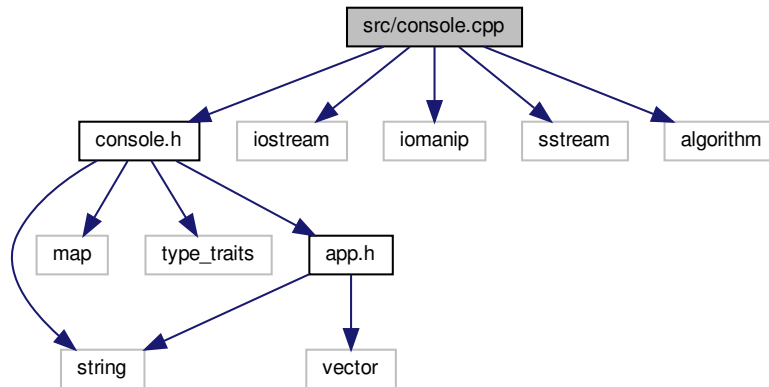 src/console.cpp
console.h
iostream
iomanip
sstream
algorithm
map
type_traits
app.h
string
vector